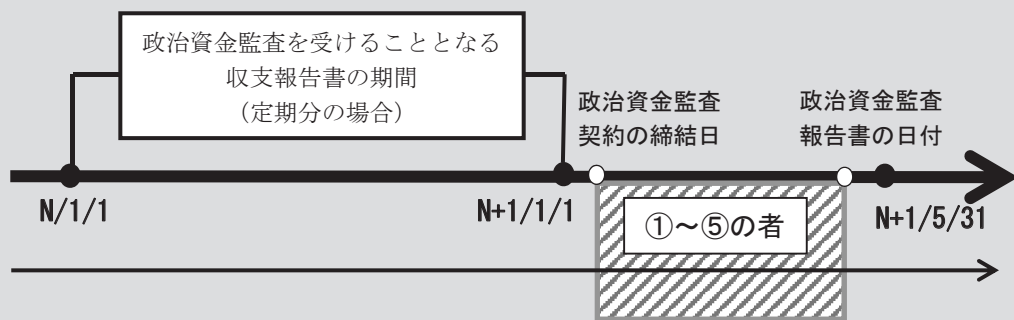 政治資金監査を受けることとなる
収支報告書の期間
(定期分の場合)
政治資金監査
契約の締結日
政治資金監査
報告書の日付
N/1/1
N+1/1/1
①~⑤の者
N+1/5/31